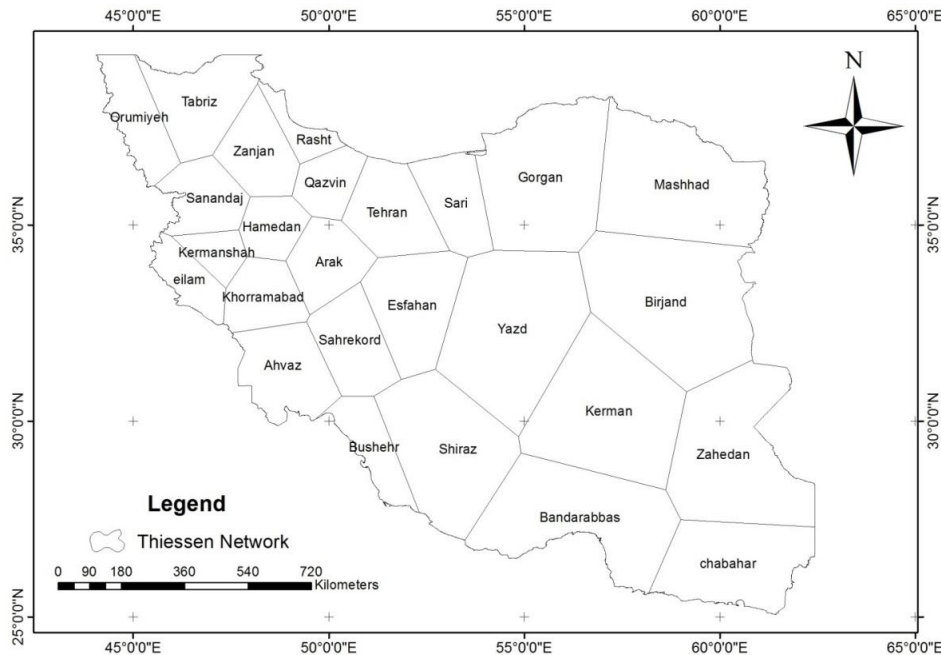 45°0'0"E 50°0'0"E 55°0'0"E 60°0'0"E 65°0'0"E
N
Tabriz
Orumiyeh
Rasht
Zanjan
Gorgan
Qazvin
Mashhad
Sanandaj
Sari
Tehran
35°0'0"N 35°0'0"N
Hamedan
Kermanshah
Arak
eilam
Khorramabad
Birjand
Esfahan
Yazd
Sahrekord
Ahvaz
Kerman
30°0'0"N 30°0'0"N
Bushehr
Shiraz
Zahedan
Legend
Bandarabbas
Thiessen Network
chabahar
0 90 180 360 540 720
Kilometers
25°0'0"N 25°0'0"N
45°0'0"E 50°0'0"E 55°0'0"E 60°0'0"E 65°0'0"E